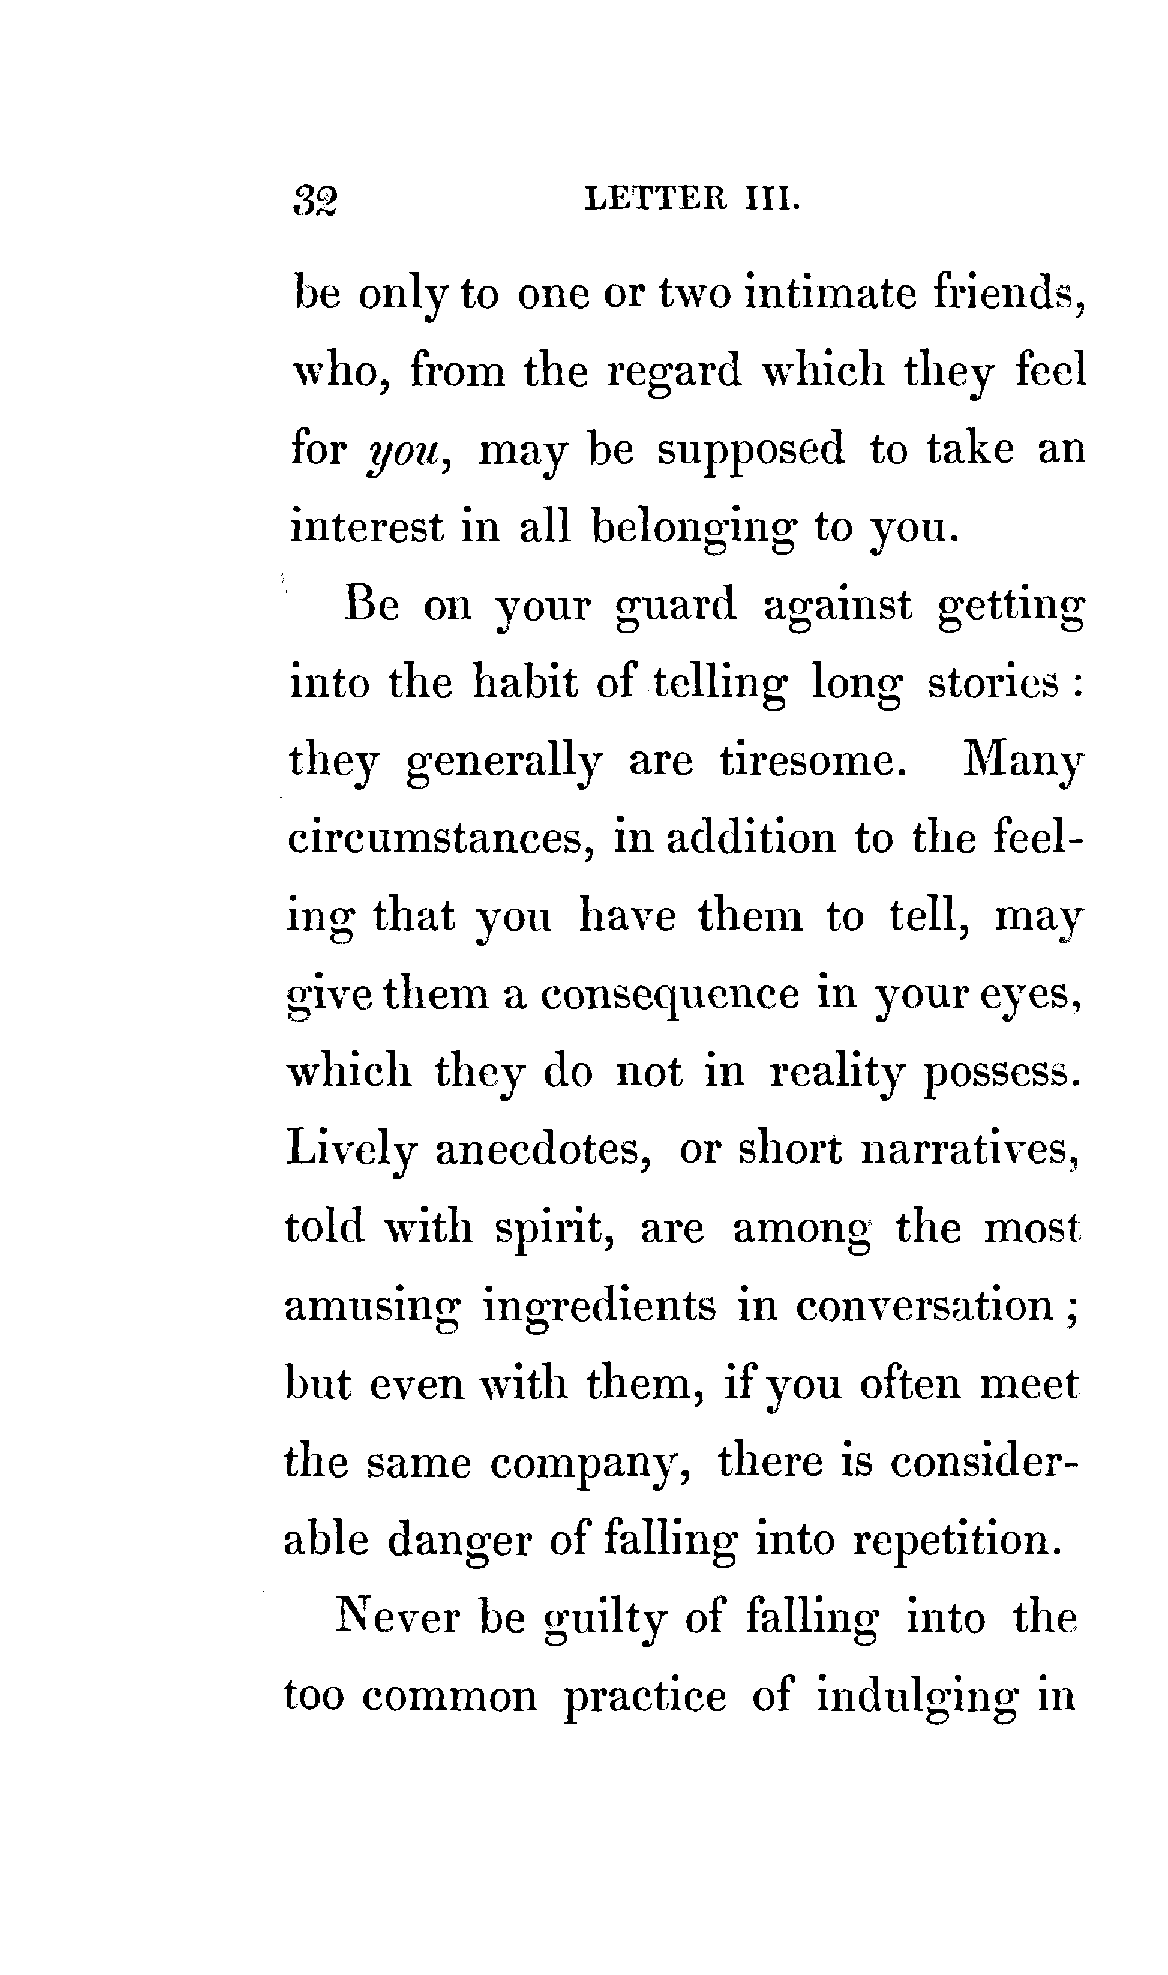 32 LETTER III.
be only to one or two intimate friends,
who, from the regard which they feel
for you, may be supposed to take an
interest in all belonging to you.
Be on your guard against getting
into the habit of telling long stories :
they generally are tiresome. Many
circumstances, in addition to the feel-
ing that you have them to tell, may
give them a consequence in your eyes,
which they do not in reality possess.
Lively anecdotes, or short narratives,
told with spirit, are among the most
amusing ingredients in conversation ;
but even with them, if you often meet
the same company, there is consider-
able danger of falling into repetition.
Never be guilty of falling into the
too common practice of indulging in